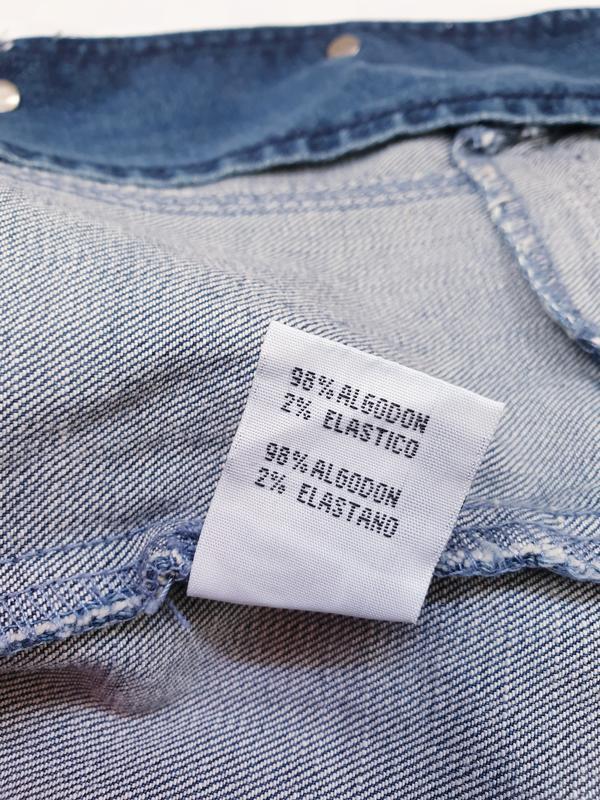 98% ALGODON
2% ELASTICO
98% ALGODON
2% ELASTANO